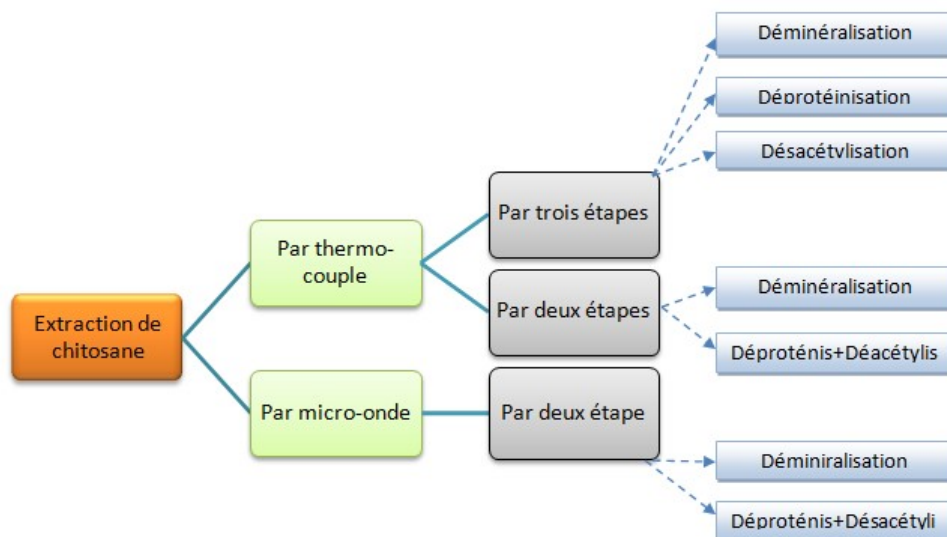 Déminéralisation
Déprotéinisation
Désacétylisation
Par trois étapes
Par thermo-
couple
Par deux étapes
Déminéralisation
Déproténis+Déacétylis
Extraction de
chitosane
Par micro-onde
Par deux étape
Déminiralisation
Déproténis+Désacétyli